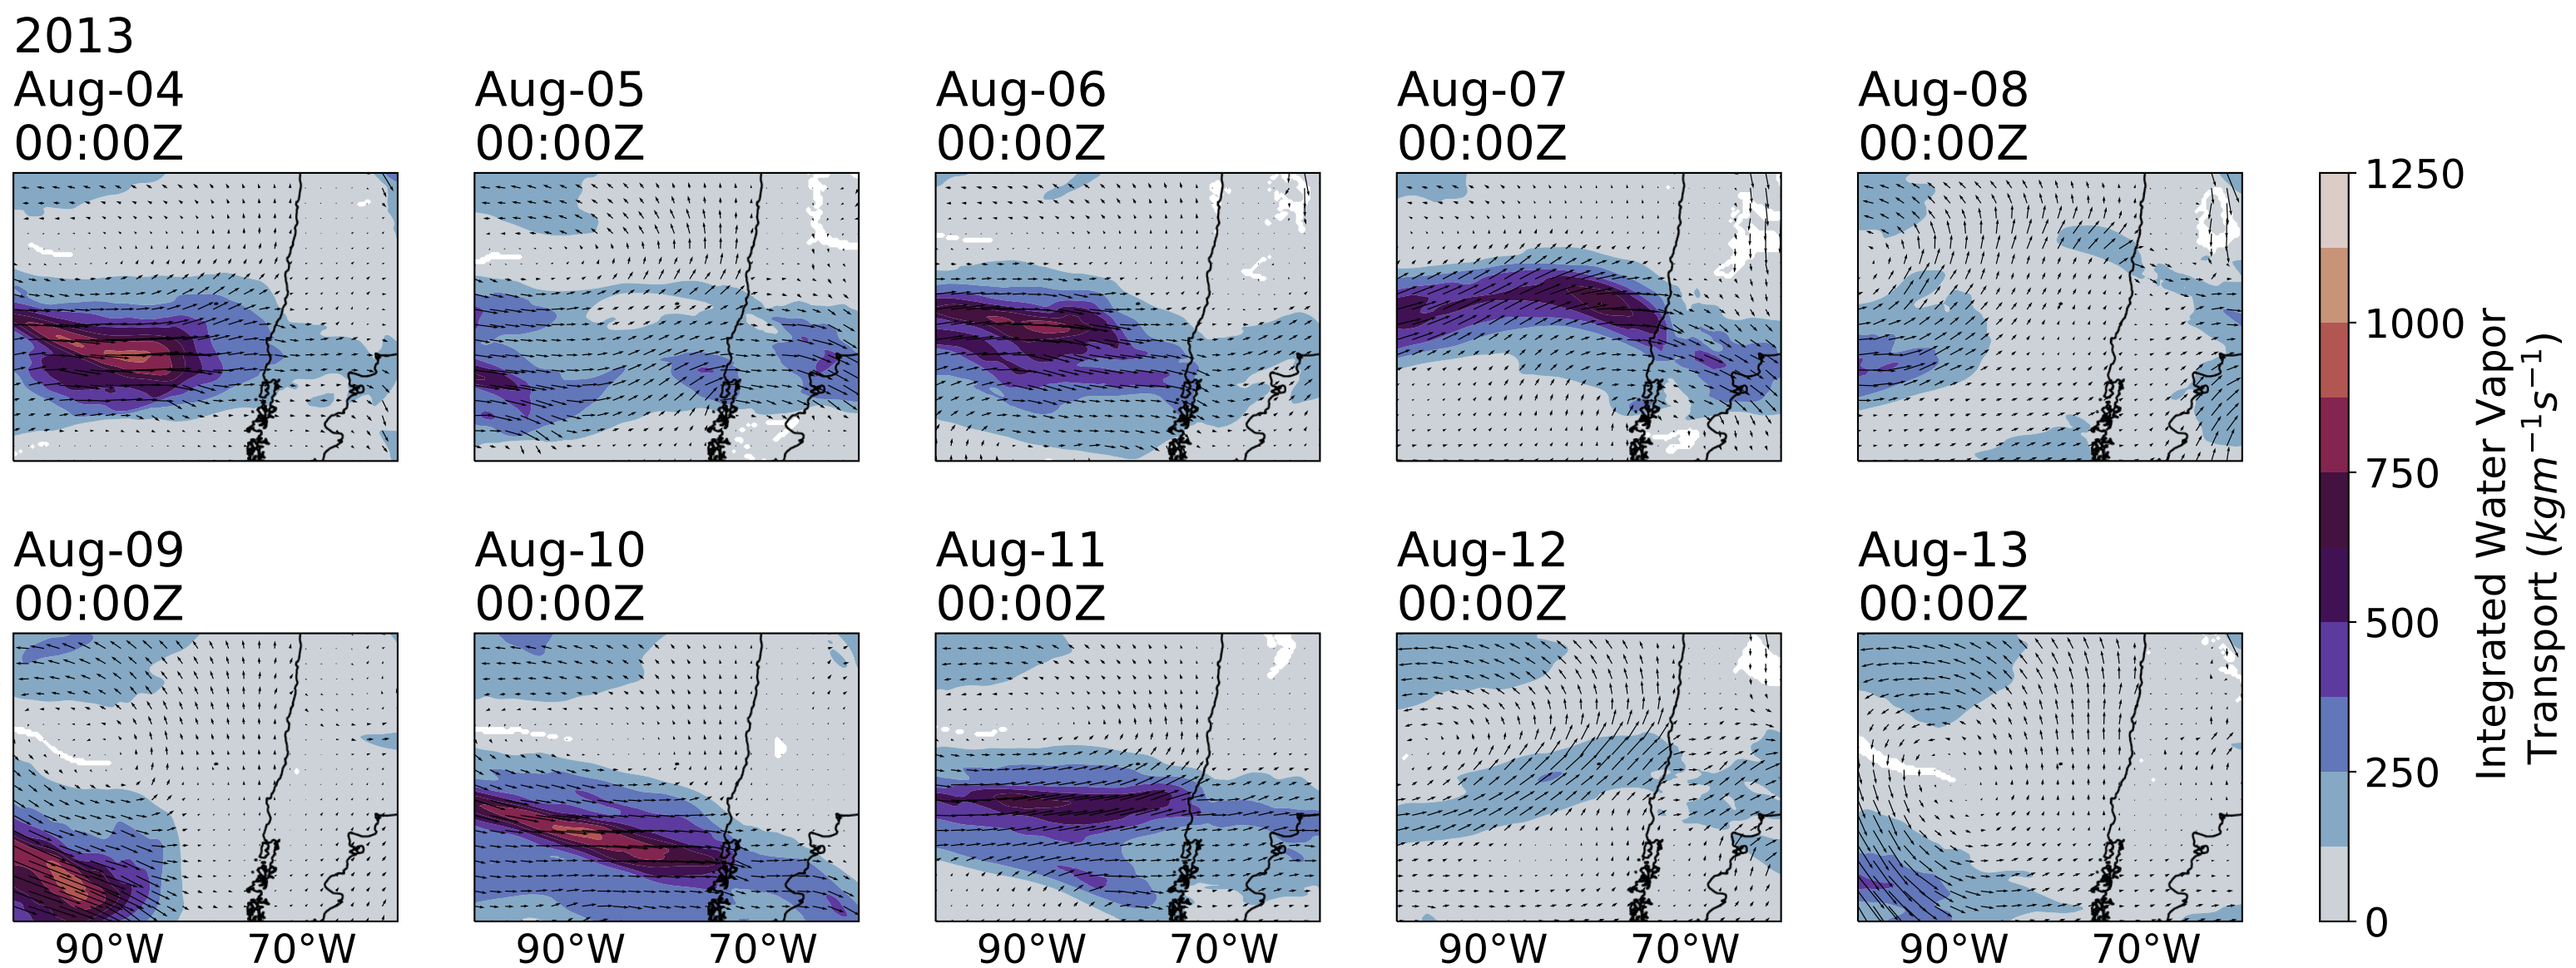 2013
Aug-04
00:00Z
Aug-05
00:00Z
Aug-06
00:00Z
Aug-07
00:00Z
Aug-08
00:00Z
Aug-09
00:00Z
Aug-10
00:00Z
Aug-11
00:00Z
Aug-12
00:00Z
Aug-13
00:00Z
90°W 70°W
90°W 70°W
90°W 70°W
90°W 70°W
90°W 70°W
1250
1000
750
500
250
0
Integrated Water Vapor
Transport (kgm⁻¹s⁻¹)